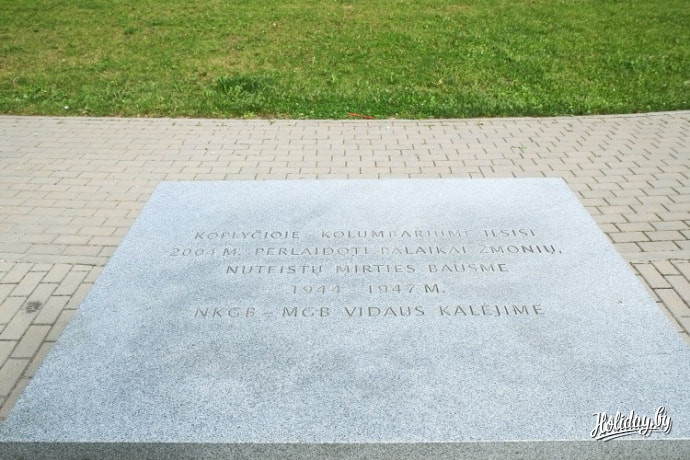 KOPLYČIOJE - KOLUMBARIUME ILSISI
2004 M. PERLAIDOTI PALAIKAI ŽMONIŲ,
NUTEISTŲ MIRTIES BAUSME
1944 - 1947 M.
NKGB - MGB VIDAUS KALĖJIME
Holiday.by